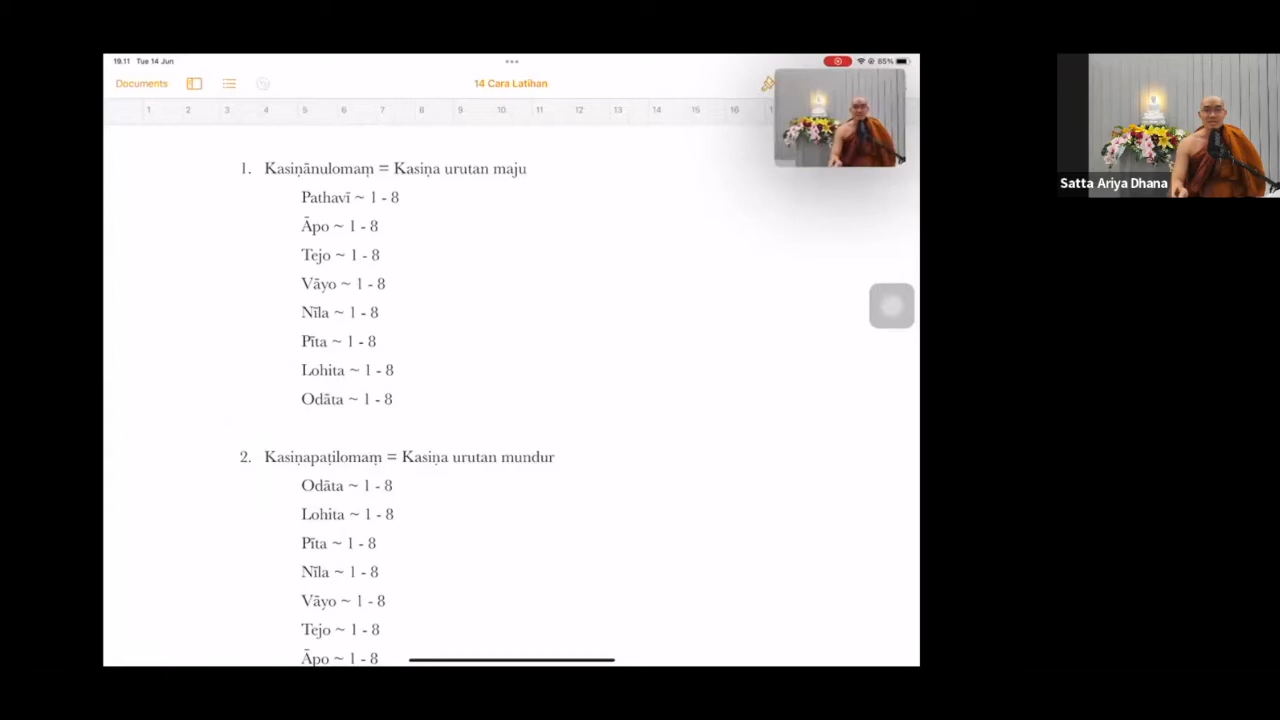 19.11 Tue 14 Jun
85%
Documents
14 Cara Latihan
1 2 3 4 5 6 7 8 9 10 11 12 13 14 15 16
1. Kasiṇānulomaṃ = Kasiṇa urutan maju
Pathavī ~ 1 - 8
Āpo ~ 1 - 8
Tejo ~ 1 - 8
Vāyo ~ 1 - 8
Nīla ~ 1 - 8
Pīta ~ 1 - 8
Lohita ~ 1 - 8
Odāta ~ 1 - 8
2. Kasiṇapaṭilomaṃ = Kasiṇa urutan mundur
Odāta ~ 1 - 8
Lohita ~ 1 - 8
Pīta ~ 1 - 8
Nīla ~ 1 - 8
Vāyo ~ 1 - 8
Tejo ~ 1 - 8
Āpo ~ 1 - 8
Satta Ariya Dhana